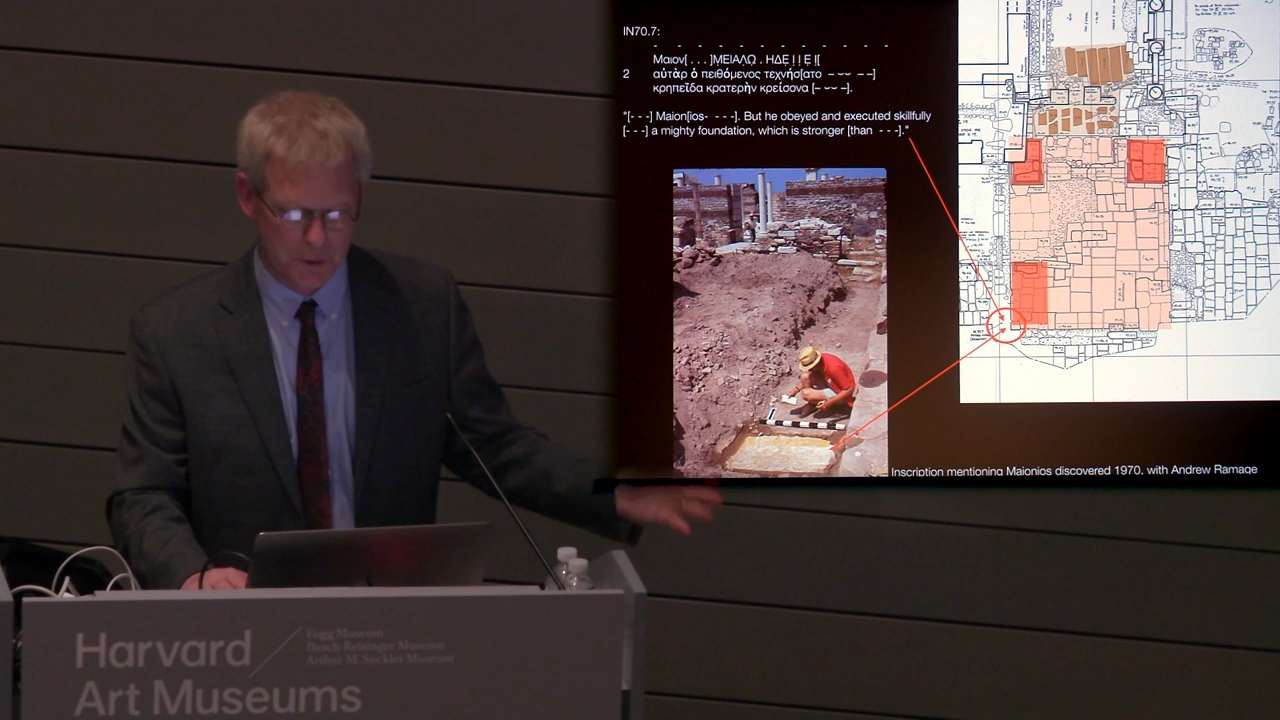 IN70.7:
- - - - - - - - - - - -
Μαιον[ . . . ]ΜΕΙΑΛΩ . ΗΔΕ̣ Ι̣ Ι̣ Ε̣ Ι̣[
2 αὐτὰρ ὁ πειθόμενος τεχνήσ[ατο – ⏑⏑ – –]
κρηπεῖδα κρατερὴν κρείσονα [– ⏑⏑ –].
"[- - -] Maion[ios- - - -]. But he obeyed and executed skillfully
[- - -] a mighty foundation, which is stronger [than - - -]."
Inscription mentioning Maionios discovered 1970, with Andrew Ramage
Harvard
Art Museums
Fogg Museum
Busch-Reisinger Museum
Arthur M. Sackler Museum